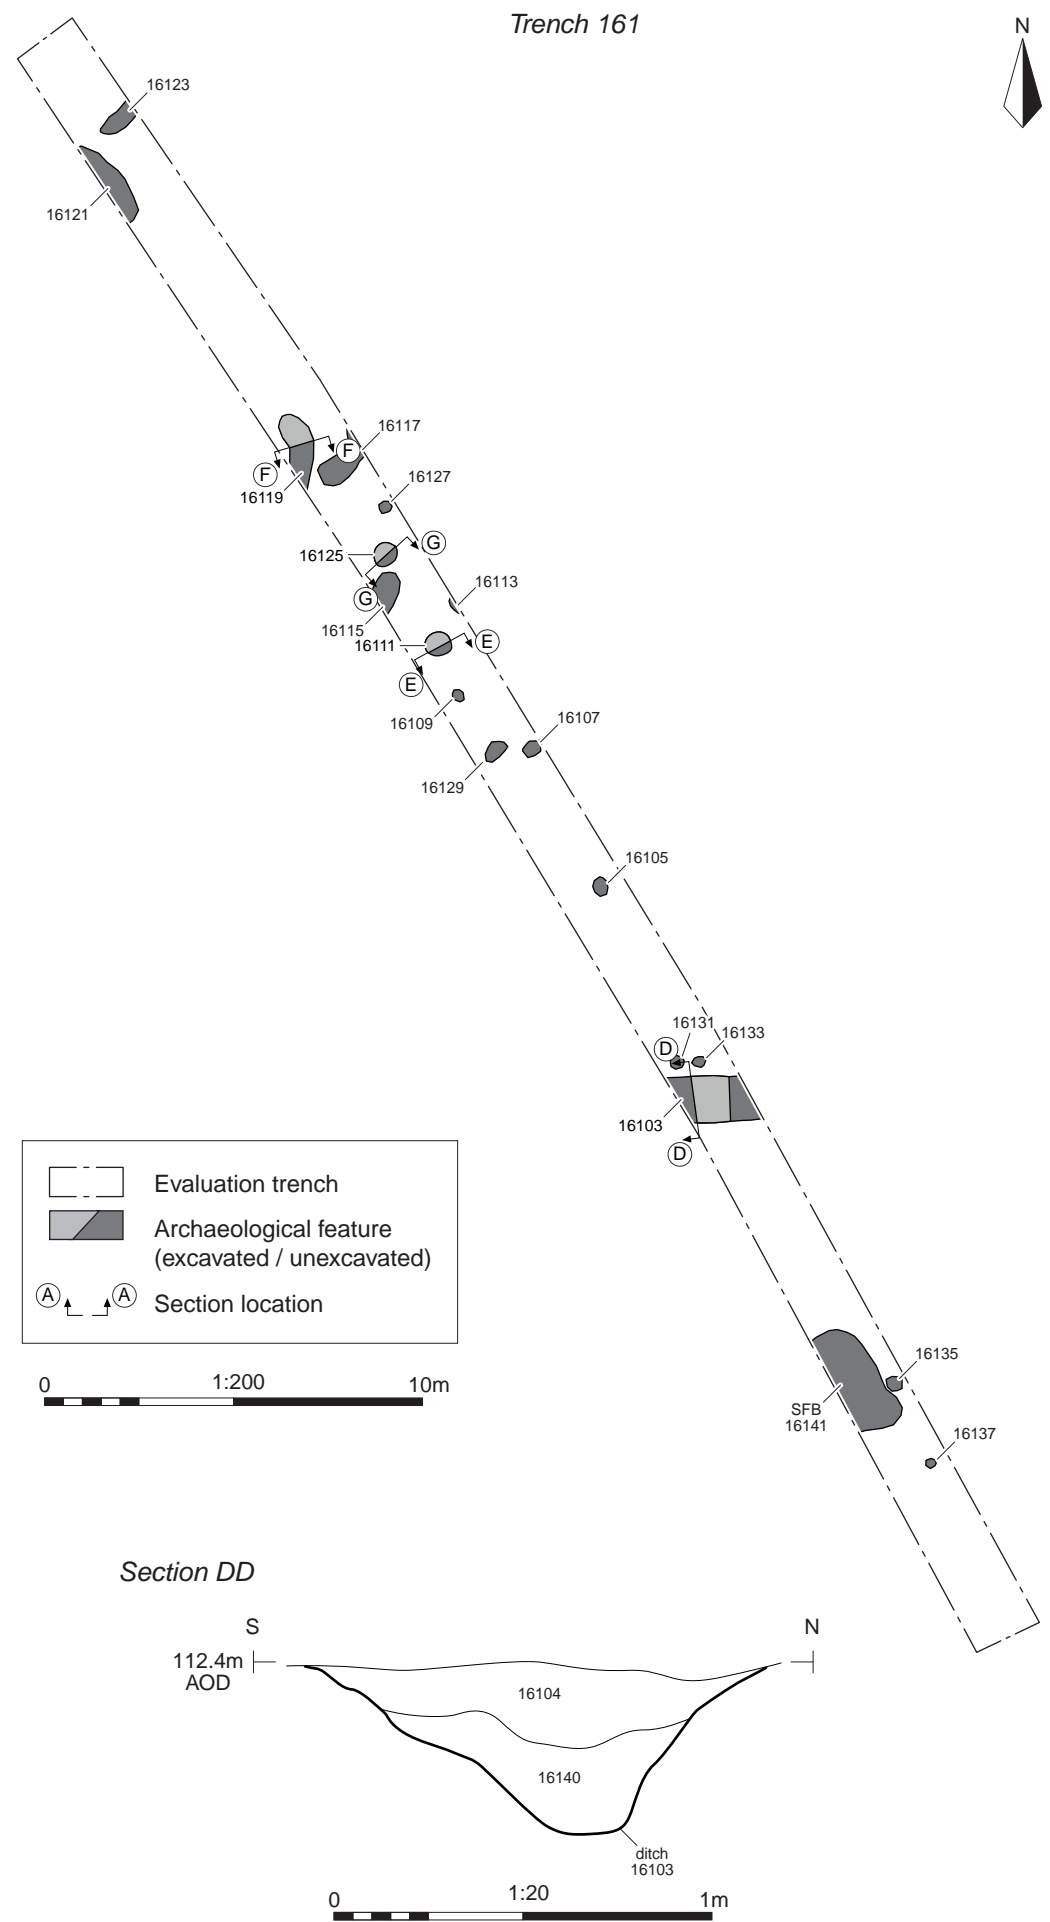 Trench 161
N
16123
16121
16117
F
F
16119
16127
16125
G
G
16113
16115
16111
E
E
16109
16107
16129
16105
16131
16133
D
16103
D
Evaluation trench
Archaeological feature
(excavated / unexcavated)
A
A
Section location
0
1:200
10m
16135
SFB
16141
16137
Section DD
S
N
112.4m
AOD
16104
16140
ditch
16103
0
1:20
1m